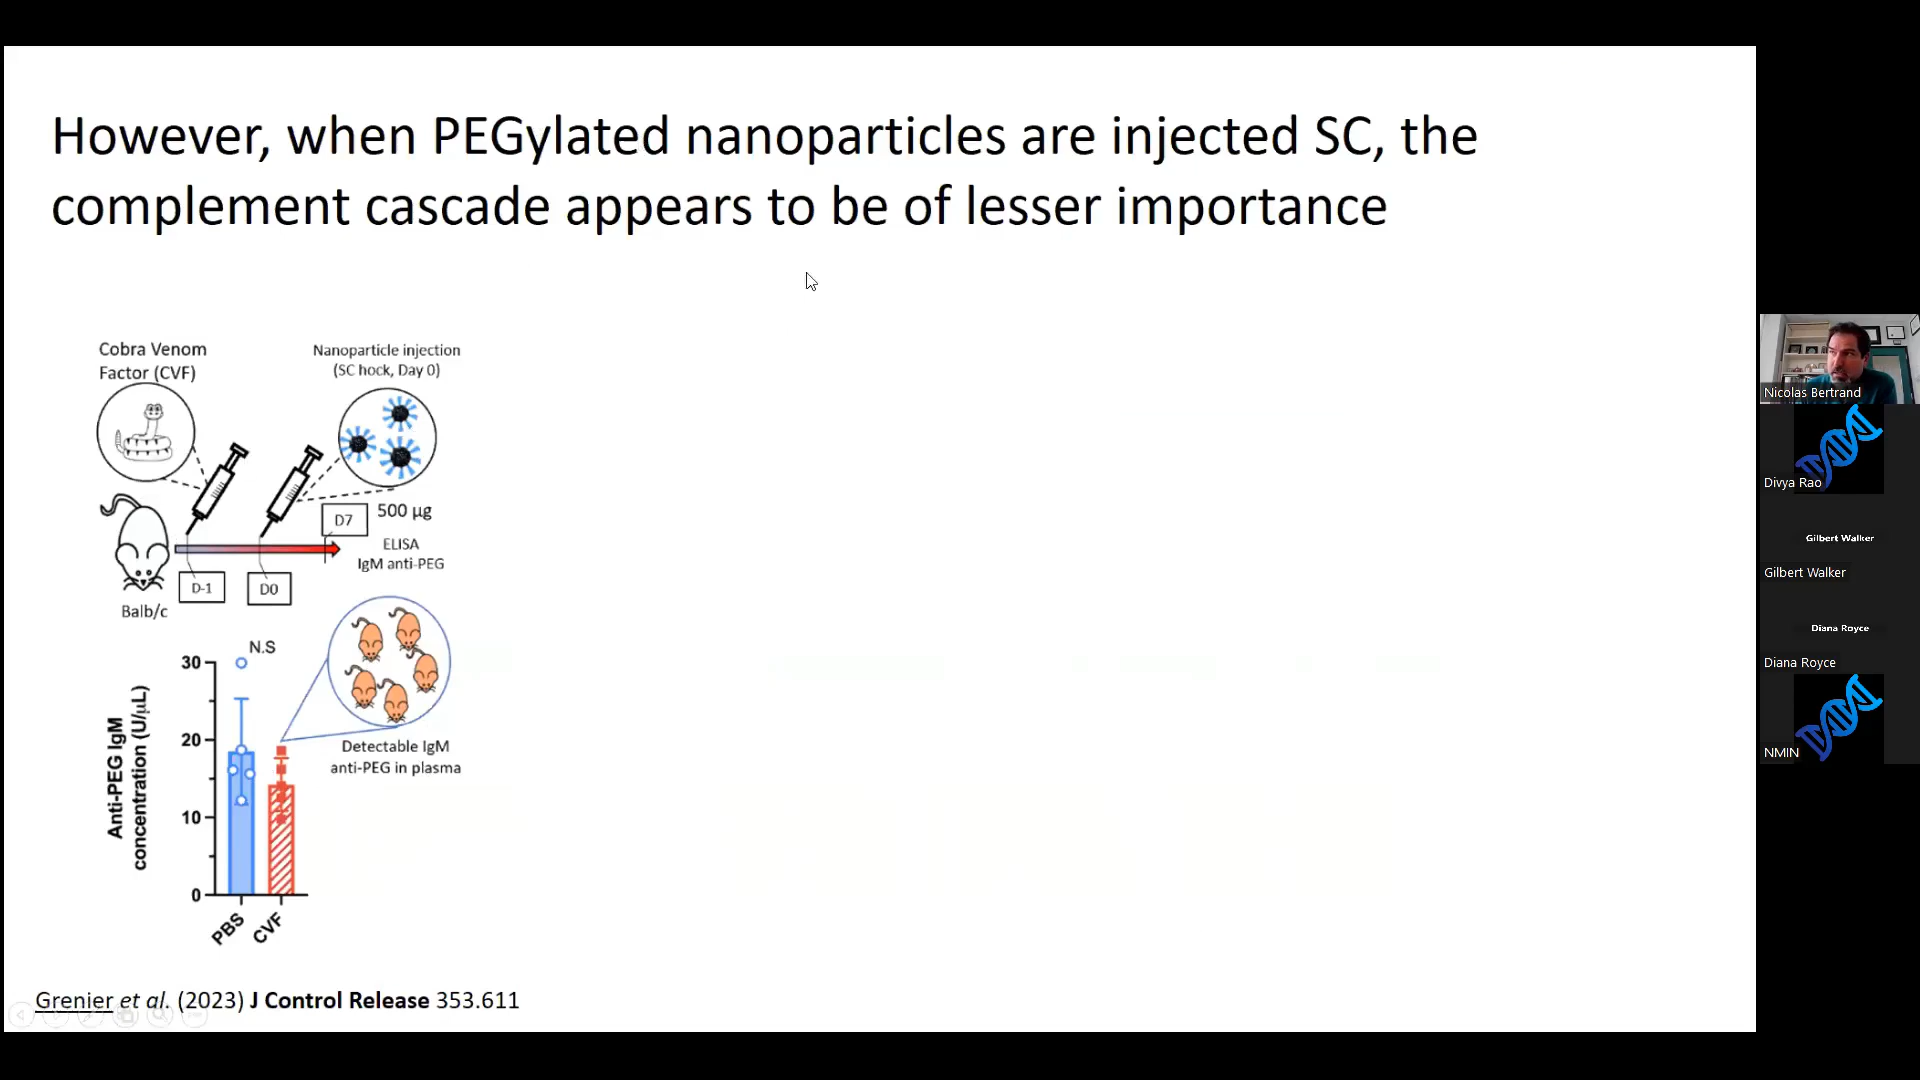 However, when PEGylated nanoparticles are injected SC, the
complement cascade appears to be of lesser importance
Cobra Venom
Factor (CVF)
Nanoparticle injection
(SC hock, Day 0)
D7
500 µg
ELISA
IgM anti-PEG
D-1
D0
Balb/c
N.S
30
20
10
0
Anti-PEG IgM
concentration (U/µL)
PBS
CVF
Detectable IgM
anti-PEG in plasma
Grenier et al. (2023) J Control Release 353.611
Nicolas Bertrand
Divya Rao
Gilbert Walker
Gilbert Walker
Diana Royce
Diana Royce
NMIN